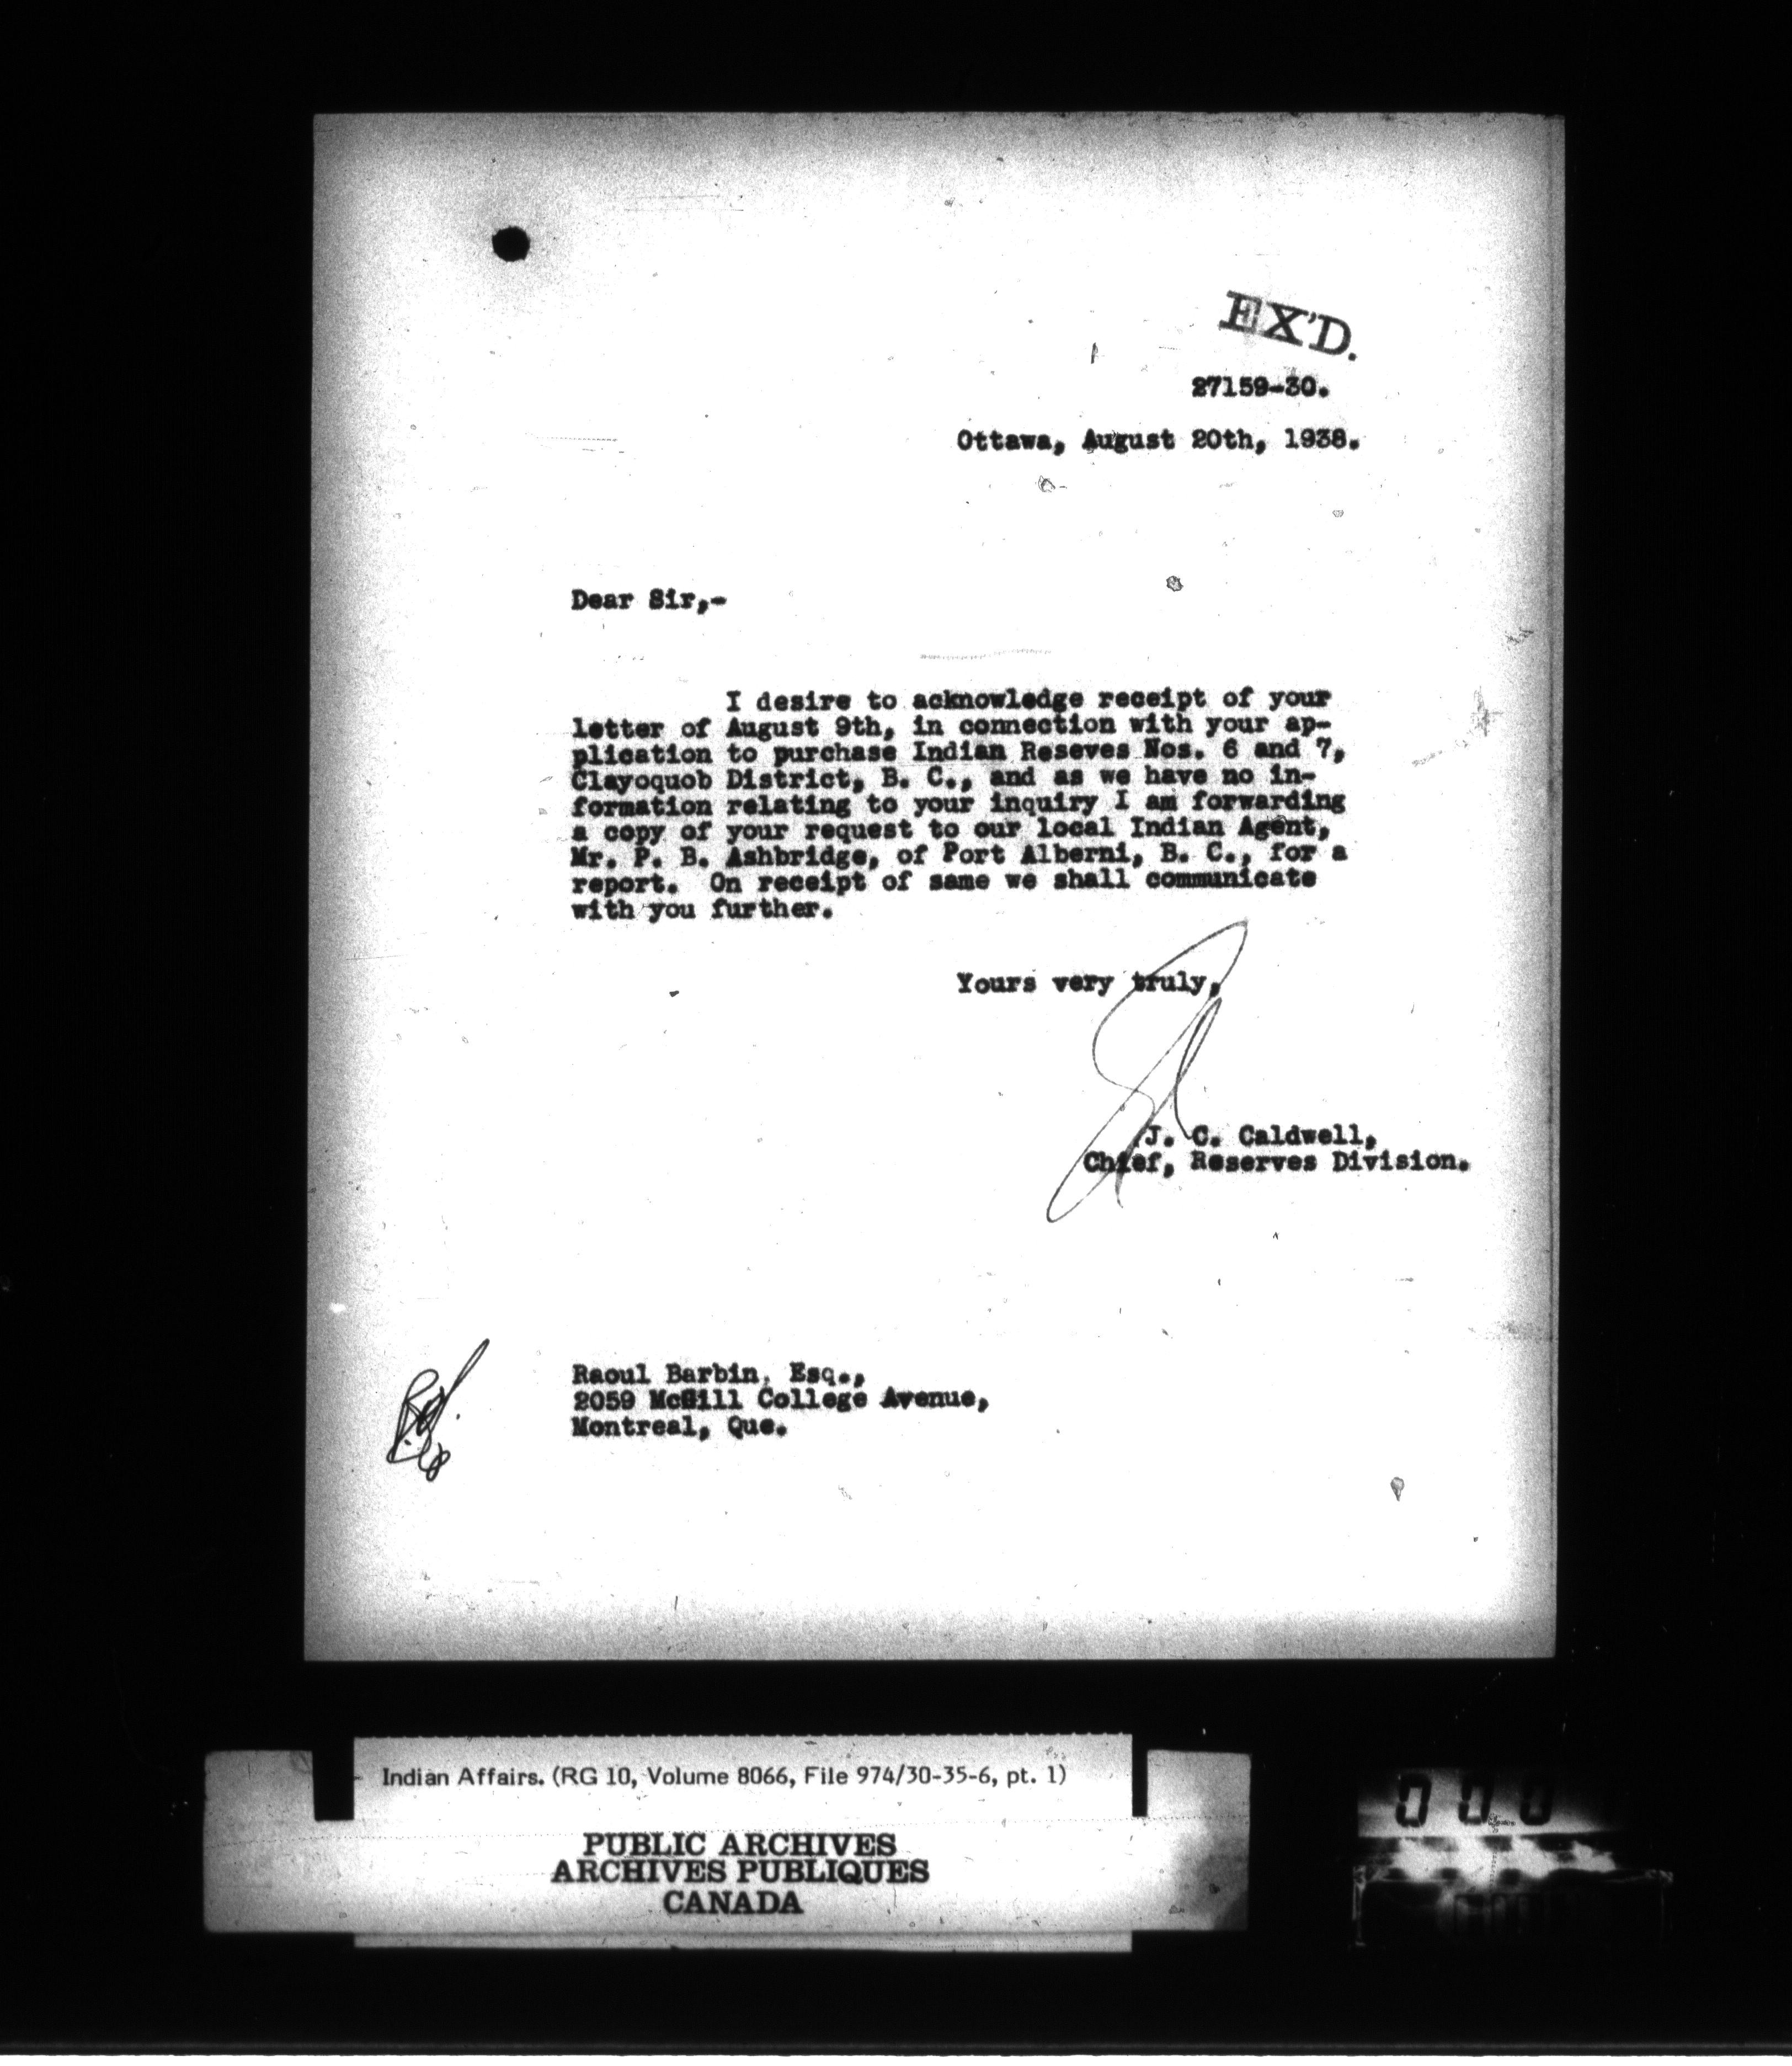 EX'D.
27159-30.
Ottawa, August 20th, 1938.
Dear Sir,-
I desire to acknowledge receipt of your
letter of August 9th, in connection with your ap-
plication to purchase Indian Reseves Nos. 6 and 7,
Clayoquob District, B. C., and as we have no in-
formation relating to your inquiry I am forwarding
a copy of your request to our local Indian Agent,
Mr. P. B. Ashbridge, of Port Alberni, B. C., for a
report. On receipt of same we shall communicate
with you further.
Yours very truly,
J. C. Caldwell,
Chief, Reserves Division.
Raoul Barbin, Esq.,
2059 McGill College Avenue,
Montreal, Que.
Indian Affairs. (RG 10, Volume 8066, File 974/30-35-6, pt. 1)
PUBLIC ARCHIVES
ARCHIVES PUBLIQUES
CANADA